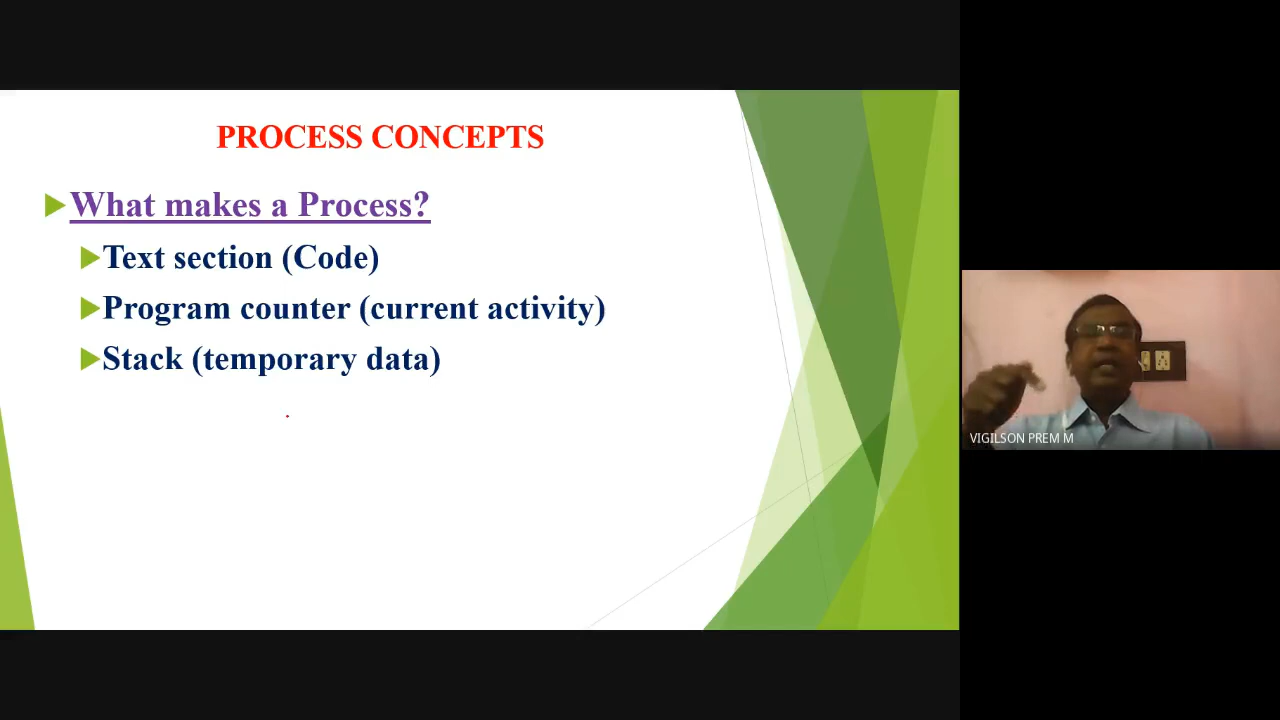 PROCESS CONCEPTS
What makes a Process?
Text section (Code)
Program counter (current activity)
Stack (temporary data)
VIGILSON PREM M